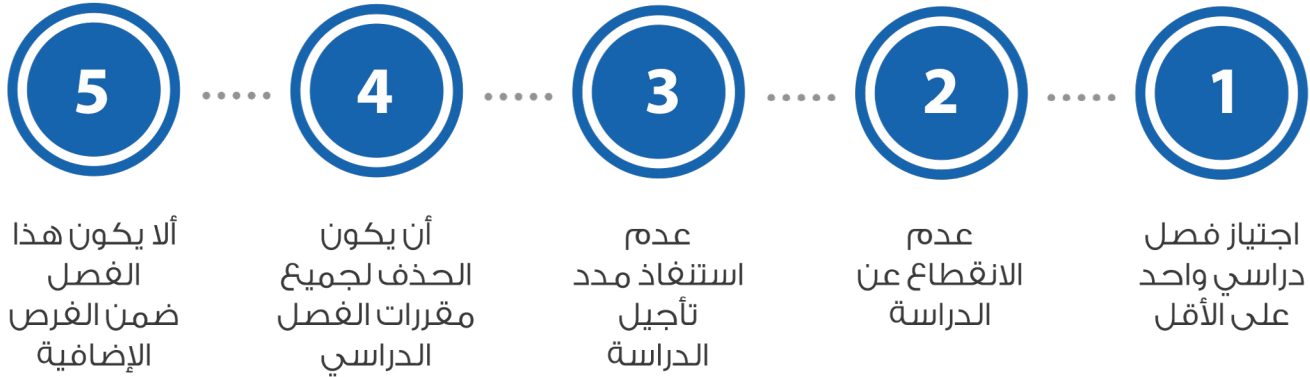 1
اجتياز فصل
دراسي واحد
على الأقل
2
عدم
الانقطاع عن
الدراسة
3
عدم
استنفاذ مدد
تأجيل
الدراسة
4
أن يكون
الحذف لجميع
مقررات الفصل
الدراسي
5
ألا يكون هذا
الفصل
ضمن الفرص
الإضافية